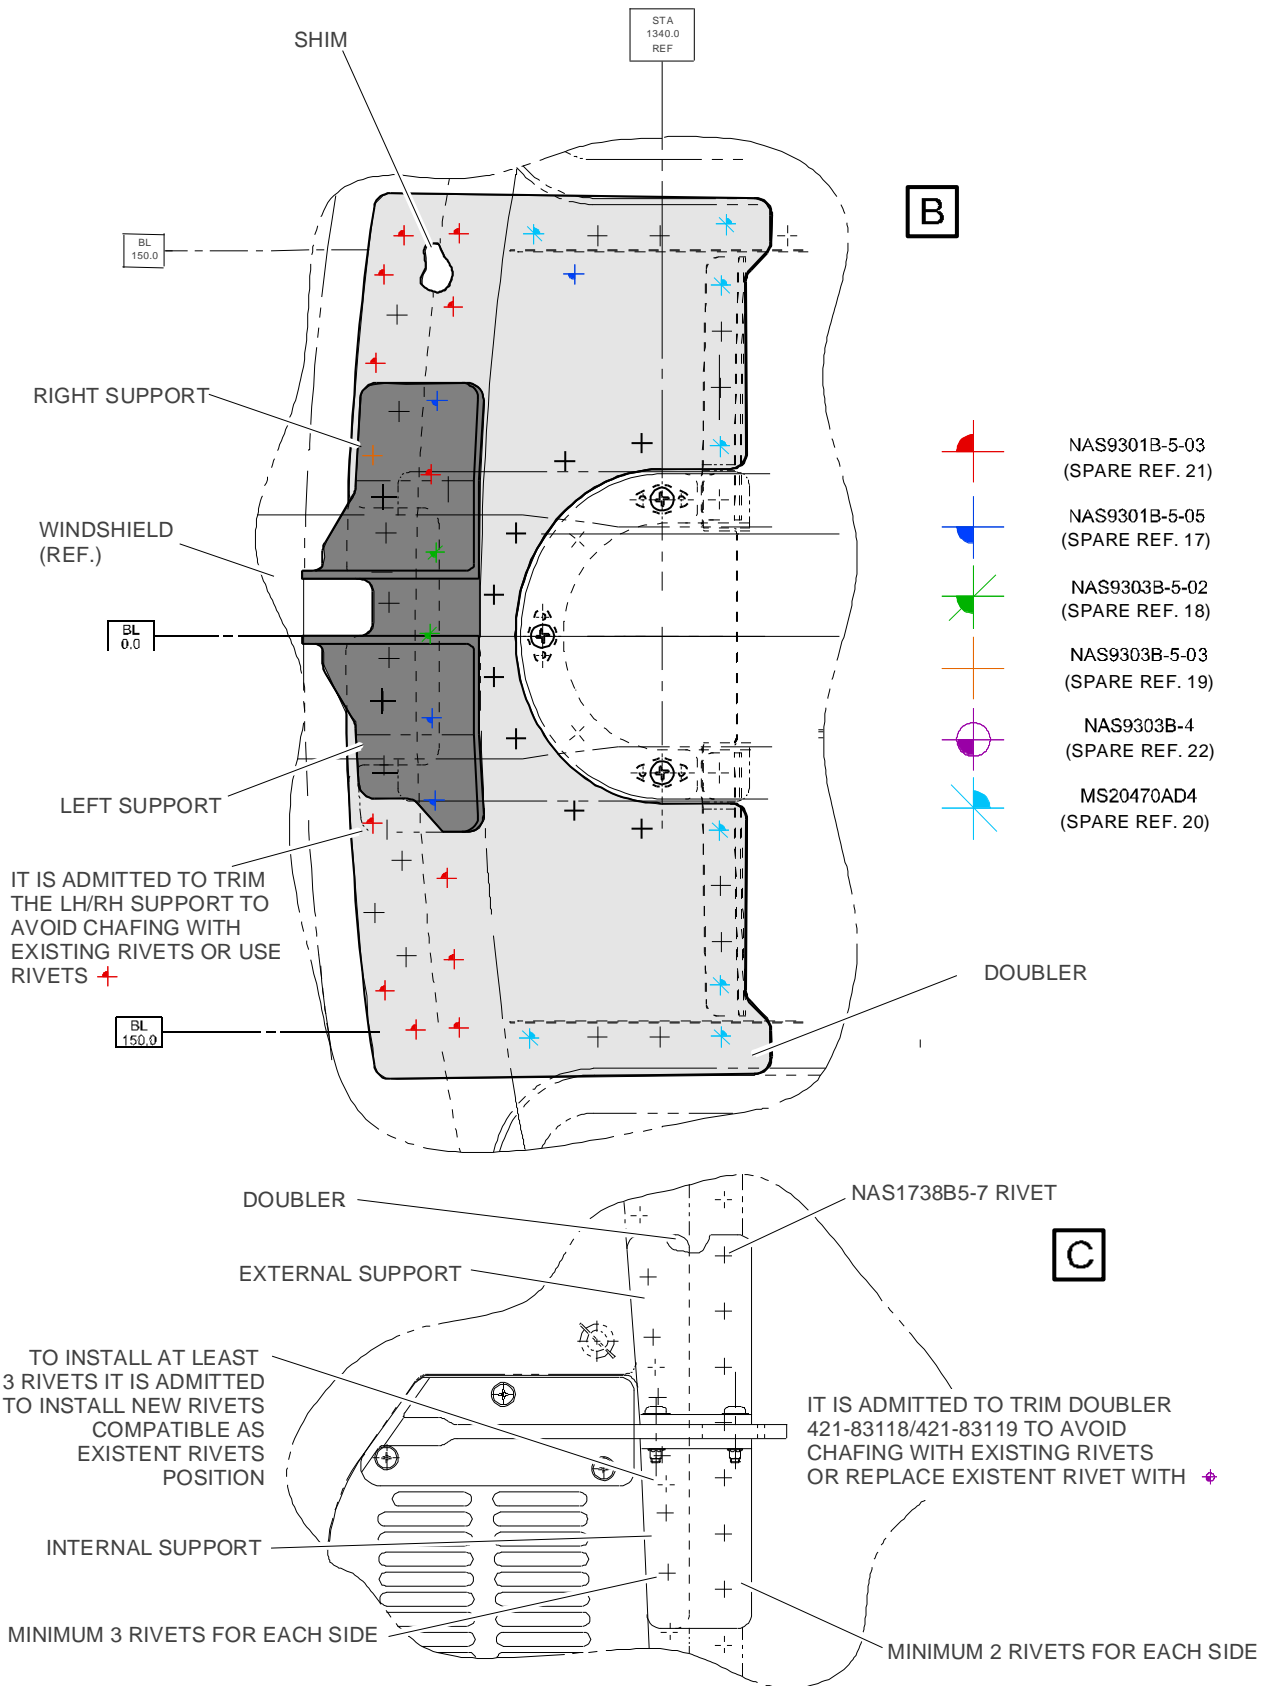 SHIM
STA
1340.0
REF
B
BL
150.0
RIGHT SUPPORT
WINDSHIELD
(REF.)
BL
0.0
LEFT SUPPORT
IT IS ADMITTED TO TRIM
THE LH/RH SUPPORT TO
AVOID CHAFING WITH
EXISTING RIVETS OR USE
RIVETS
BL
150.0
NAS9301B-5-03
(SPARE REF. 21)
NAS9301B-5-05
(SPARE REF. 17)
NAS9303B-5-02
(SPARE REF. 18)
NAS9303B-5-03
(SPARE REF. 19)
NAS9303B-4
(SPARE REF. 22)
MS20470AD4
(SPARE REF. 20)
DOUBLER
DOUBLER
NAS1738B5-7 RIVET
C
EXTERNAL SUPPORT
TO INSTALL AT LEAST
3 RIVETS IT IS ADMITTED
TO INSTALL NEW RIVETS
COMPATIBLE AS
EXISTENT RIVETS
POSITION
IT IS ADMITTED TO TRIM DOUBLER
421-83118/421-83119 TO AVOID
CHAFING WITH EXISTING RIVETS
OR REPLACE EXISTENT RIVET WITH
INTERNAL SUPPORT
MINIMUM 3 RIVETS FOR EACH SIDE
MINIMUM 2 RIVETS FOR EACH SIDE